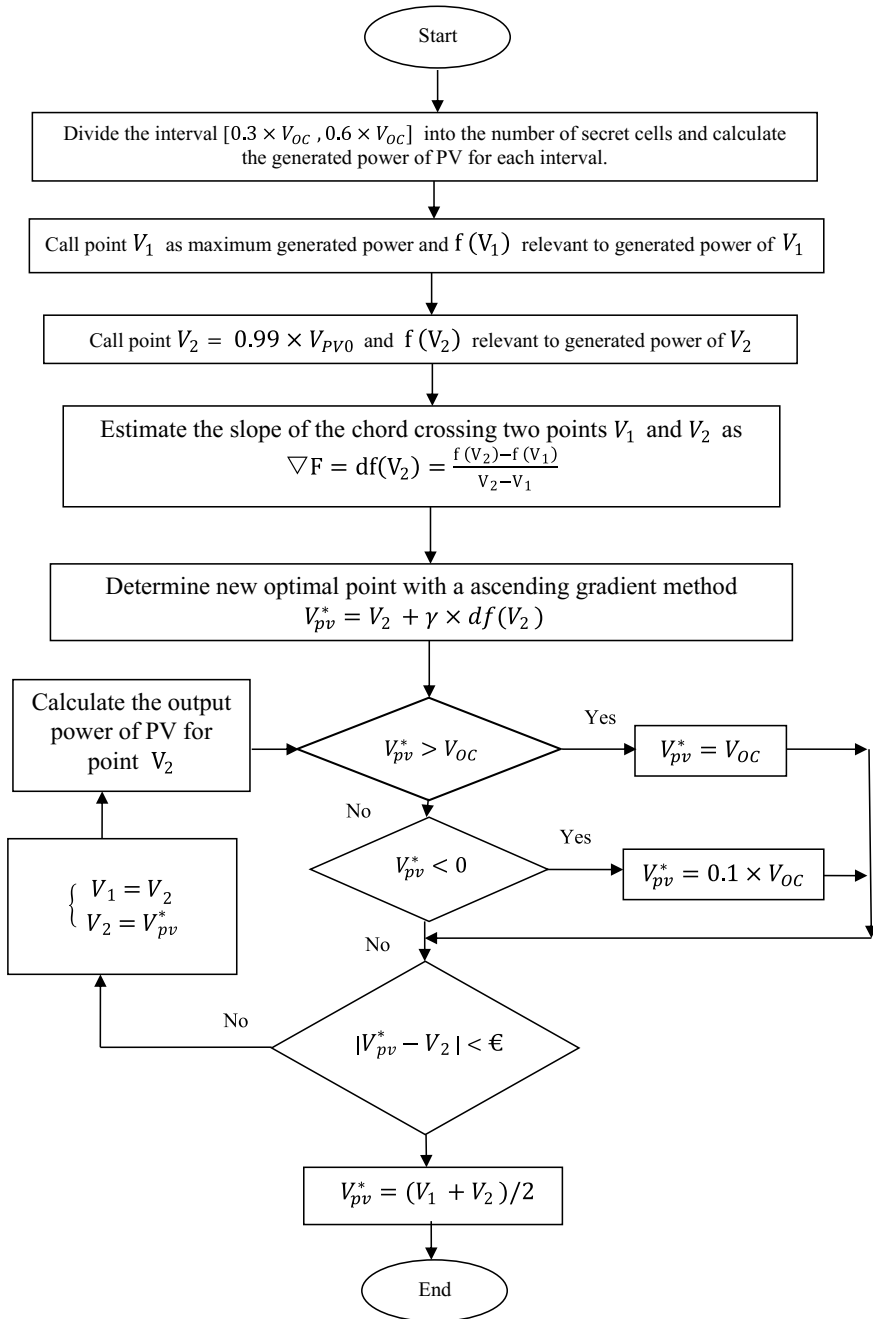 Start
Divide the interval [0.3 × V_OC , 0.6 × V_OC] into the number of secret cells and calculate
the generated power of PV for each interval.
Call point V_1 as maximum generated power and f (V_1) relevant to generated power of V_1
Call point V_2 = 0.99 × V_PV0 and f (V_2) relevant to generated power of V_2
Estimate the slope of the chord crossing two points V_1 and V_2 as
▽F = df(V_2) = (f (V_2)−f (V_1))/(V_2−V_1)
Determine new optimal point with a ascending gradient method
V*_pv = V_2 + γ × df(V_2)
Calculate the output
power of PV for
point V_2
V*_pv > V_OC
Yes
V*_pv = V_OC
No
V*_pv < 0
Yes
V*_pv = 0.1 × V_OC
{ V_1 = V_2
V_2 = V*_pv
No
No
|V*_pv − V_2 | < €
V*_pv = (V_1 + V_2 )/2
End